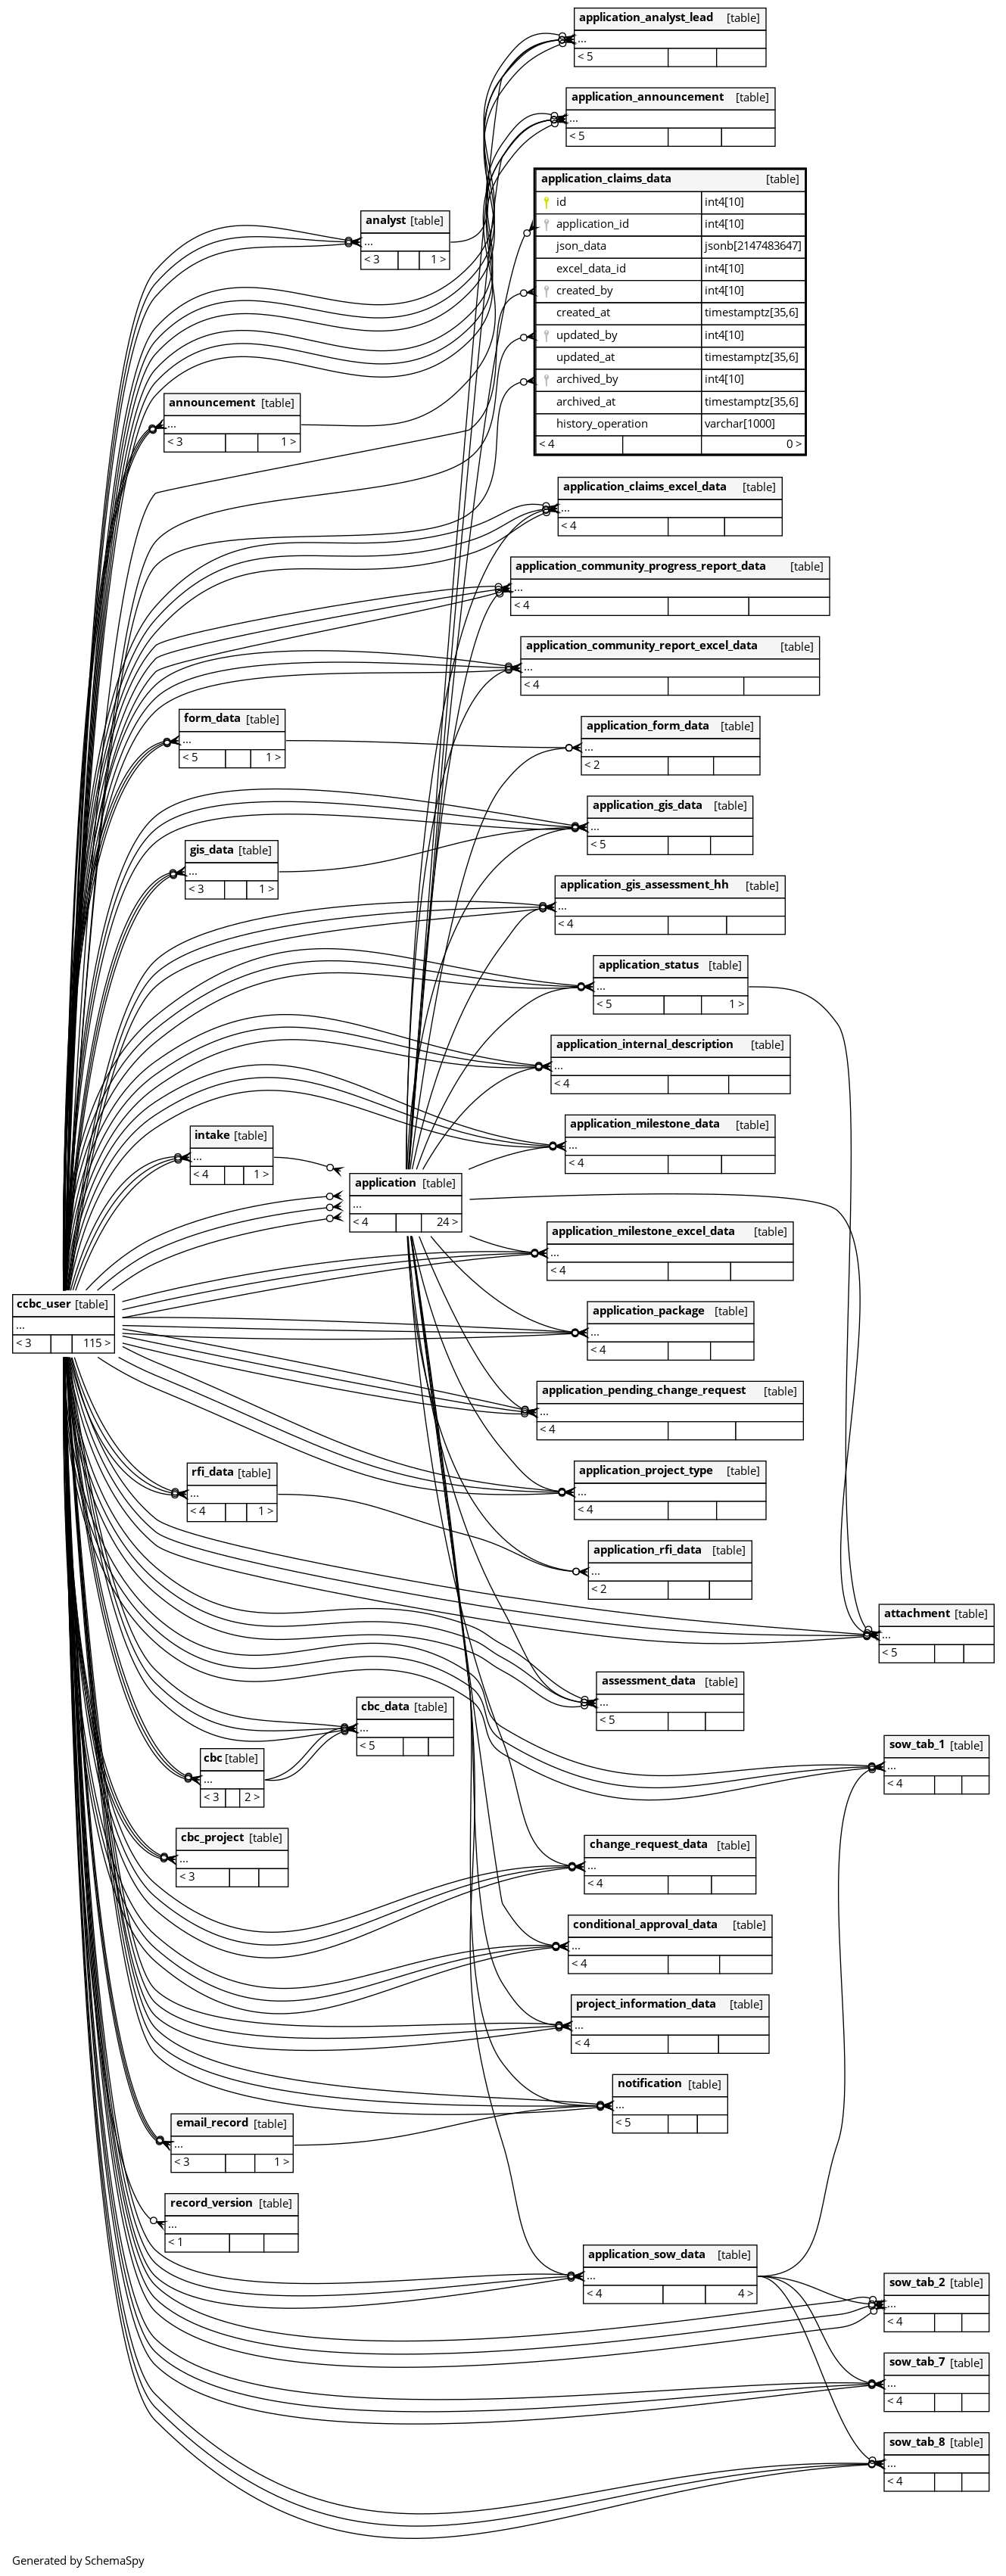 application_analyst_lead [table]
...
< 5
application_announcement [table]
...
< 5
application_claims_data [table]
id int4[10]
application_id int4[10]
json_data jsonb[2147483647]
excel_data_id int4[10]
created_by int4[10]
created_at timestamptz[35,6]
updated_by int4[10]
updated_at timestamptz[35,6]
archived_by int4[10]
archived_at timestamptz[35,6]
history_operation varchar[1000]
< 4 0 >
analyst [table]
...
< 3 1 >
announcement [table]
...
< 3 1 >
application_claims_excel_data [table]
...
< 4
application_community_progress_report_data [table]
...
< 4
application_community_report_excel_data [table]
...
< 4
form_data [table]
...
< 5 1 >
application_form_data [table]
...
< 2
application_gis_data [table]
...
< 5
gis_data [table]
...
< 3 1 >
application_gis_assessment_hh [table]
...
< 4
application_status [table]
...
< 5 1 >
application_internal_description [table]
...
< 4
application_milestone_data [table]
...
< 4
intake [table]
...
< 4 1 >
application [table]
...
< 4 24 >
application_milestone_excel_data [table]
...
< 4
ccbc_user [table]
...
< 3 115 >
application_package [table]
...
< 4
application_pending_change_request [table]
...
< 4
rfi_data [table]
...
< 4 1 >
application_project_type [table]
...
< 4
application_rfi_data [table]
...
< 2
attachment [table]
...
< 5
assessment_data [table]
...
< 5
cbc_data [table]
...
< 5
cbc [table]
...
< 3 2 >
sow_tab_1 [table]
...
< 4
cbc_project [table]
...
< 3
change_request_data [table]
...
< 4
conditional_approval_data [table]
...
< 4
project_information_data [table]
...
< 4
notification [table]
...
< 5
email_record [table]
...
< 3 1 >
record_version [table]
...
< 1
application_sow_data [table]
...
< 4 4 >
sow_tab_2 [table]
...
< 4
sow_tab_7 [table]
...
< 4
sow_tab_8 [table]
...
< 4
Generated by SchemaSpy